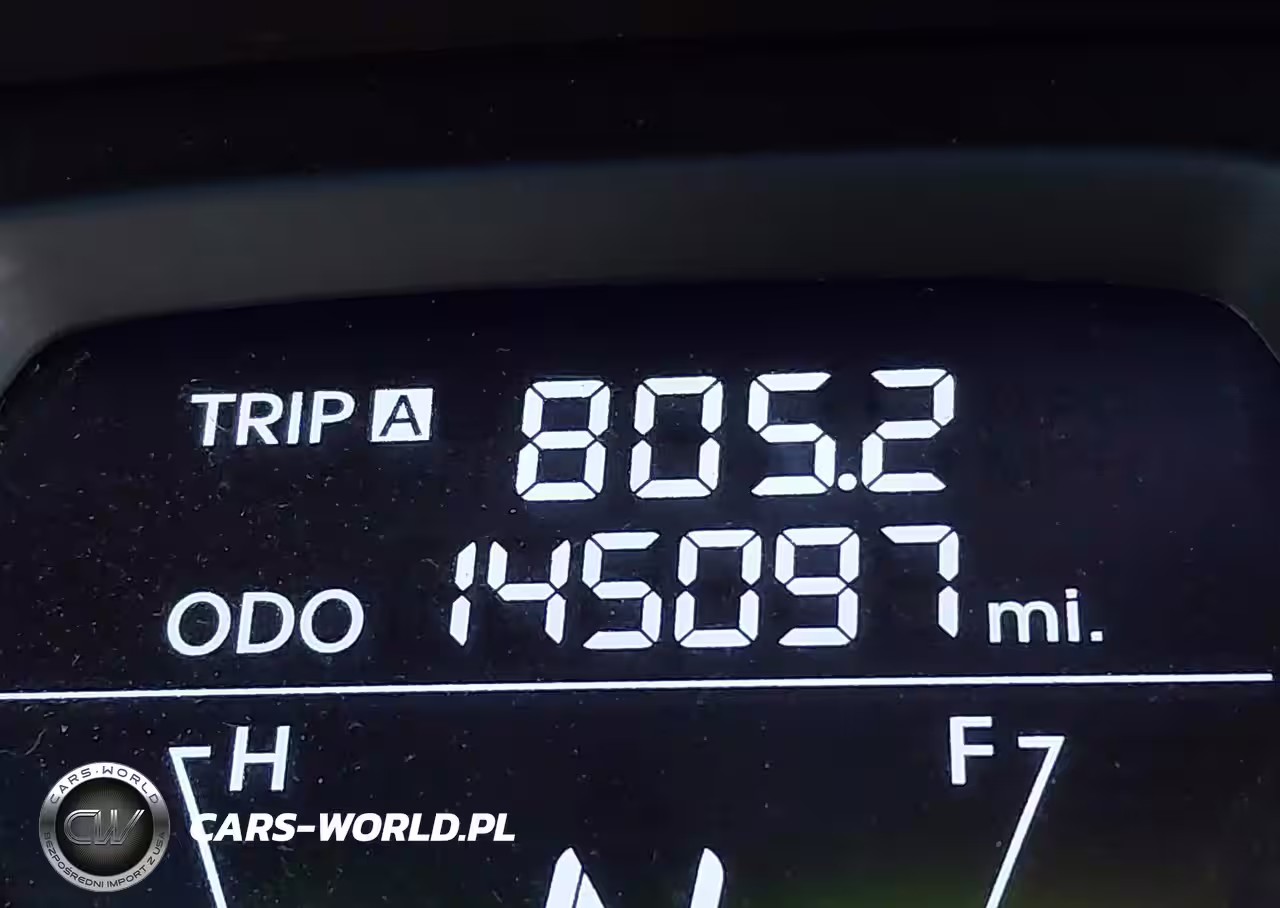 TRIP A 805.2
ODO 145097 mi.
H F
CARS-WORLD
CW
BEZPOŚREDNI IMPORT Z USA
CARS-WORLD.PL
N